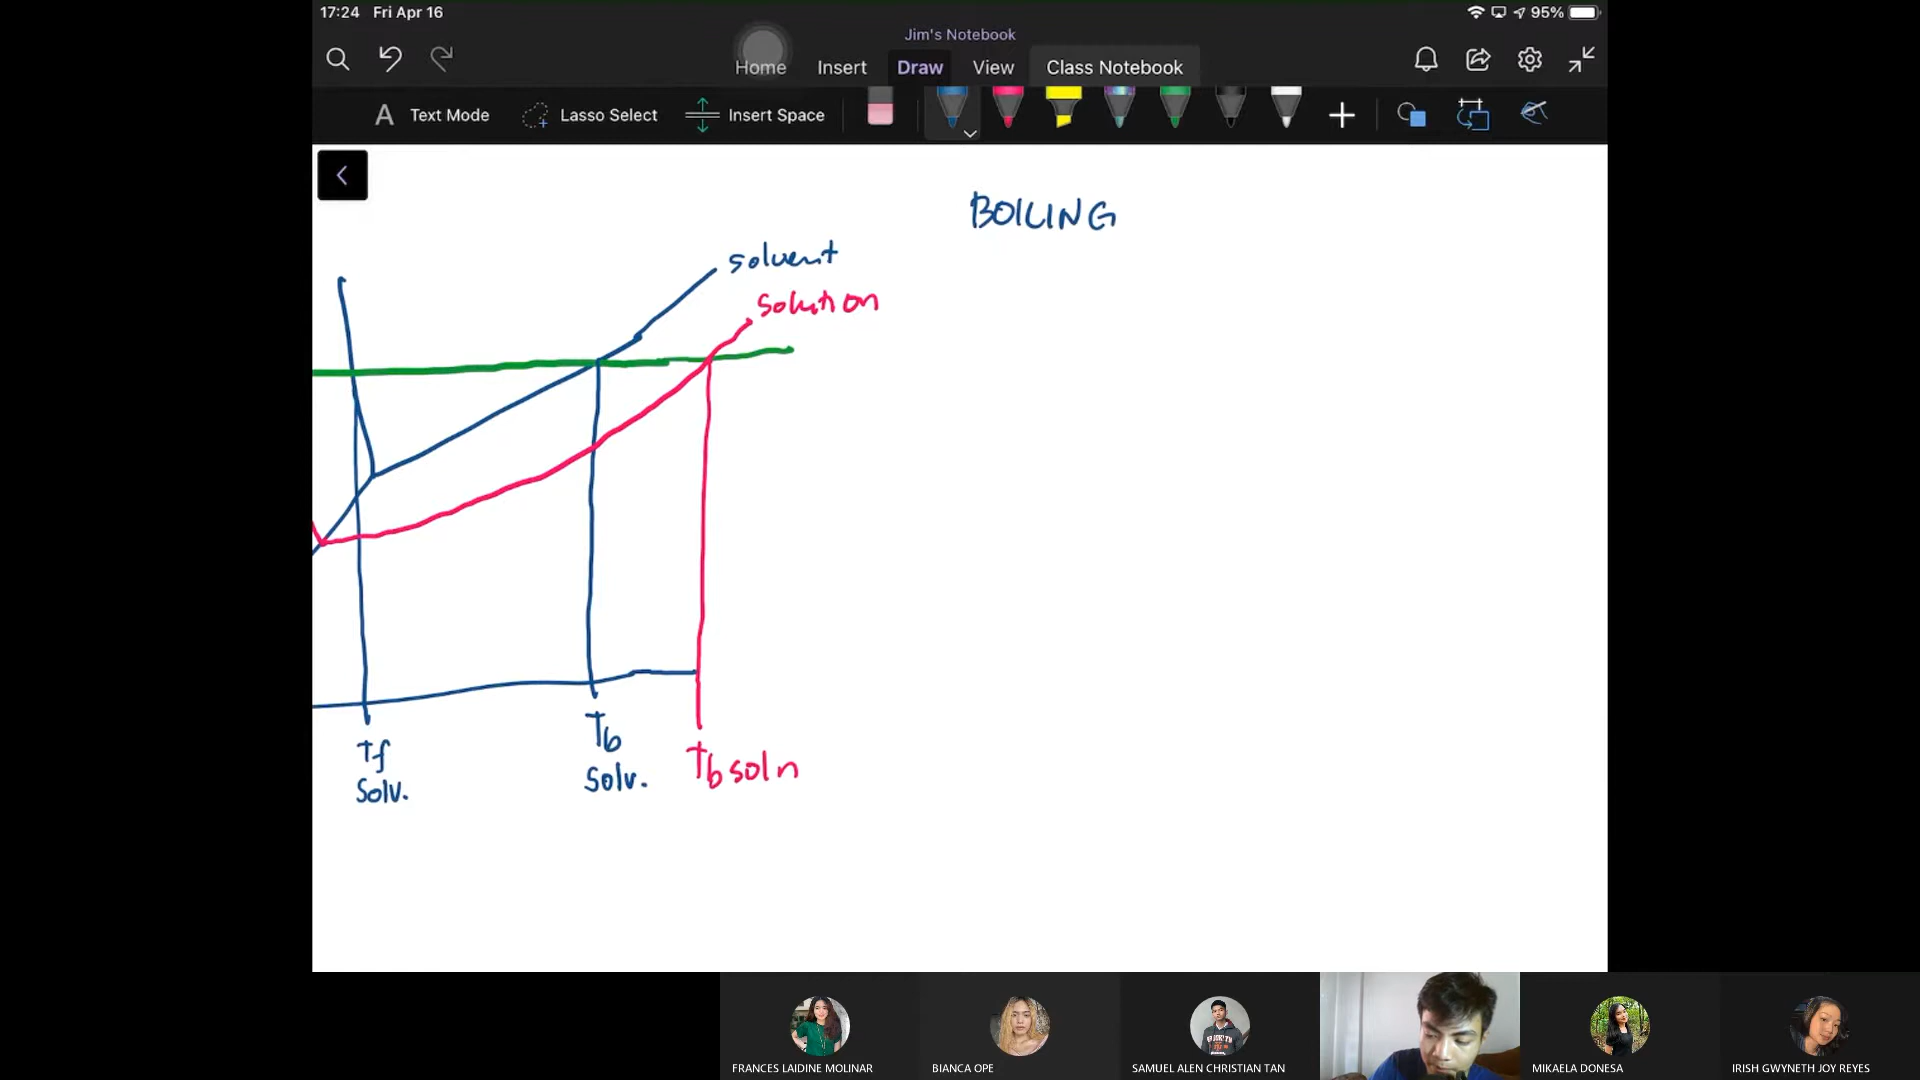 17:24 Fri Apr 16
95%
Jim's Notebook
Home Insert Draw View Class Notebook
Text Mode Lasso Select Insert Space
BOILING
solvent
solution
Tf
Solv.
Tb
Solv.
Tb soln
FRANCES LAIDINE MOLINAR
BIANCA OPE
SAMUEL ALEN CHRISTIAN TAN
MIKAELA DONESA
IRISH GWYNETH JOY REYES